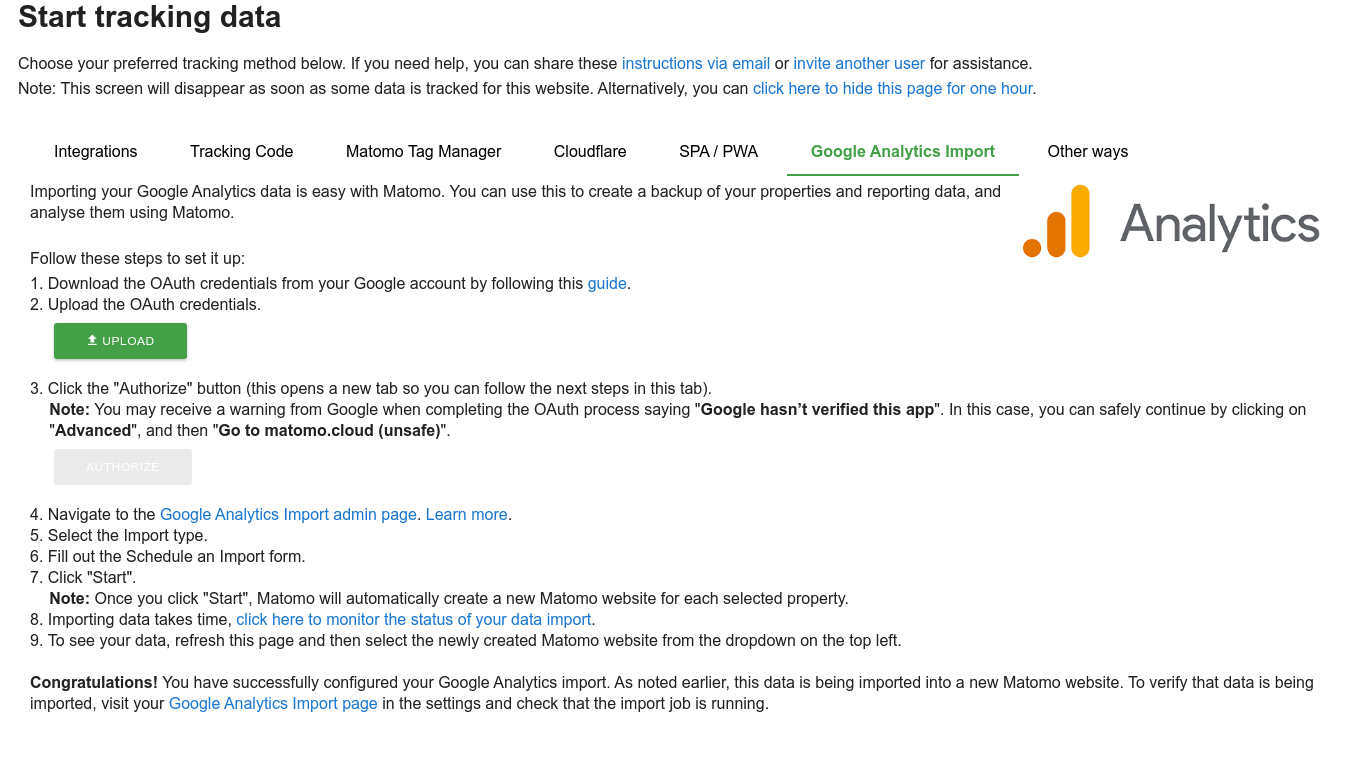 Start tracking data
Choose your preferred tracking method below. If you need help, you can share these instructions via email or invite another user for assistance.
Note: This screen will disappear as soon as some data is tracked for this website. Alternatively, you can click here to hide this page for one hour.
Integrations Tracking Code Matomo Tag Manager Cloudflare SPA / PWA Google Analytics Import Other ways
Importing your Google Analytics data is easy with Matomo. You can use this to create a backup of your properties and reporting data, and
analyse them using Matomo.
Analytics
Follow these steps to set it up:
1. Download the OAuth credentials from your Google account by following this guide.
2. Upload the OAuth credentials.
UPLOAD
3. Click the "Authorize" button (this opens a new tab so you can follow the next steps in this tab).
Note: You may receive a warning from Google when completing the OAuth process saying "Google hasn’t verified this app". In this case, you can safely continue by clicking on
"Advanced", and then "Go to matomo.cloud (unsafe)".
AUTHORIZE
4. Navigate to the Google Analytics Import admin page. Learn more.
5. Select the Import type.
6. Fill out the Schedule an Import form.
7. Click "Start".
Note: Once you click "Start", Matomo will automatically create a new Matomo website for each selected property.
8. Importing data takes time, click here to monitor the status of your data import.
9. To see your data, refresh this page and then select the newly created Matomo website from the dropdown on the top left.
Congratulations! You have successfully configured your Google Analytics import. As noted earlier, this data is being imported into a new Matomo website. To verify that data is being
imported, visit your Google Analytics Import page in the settings and check that the import job is running.